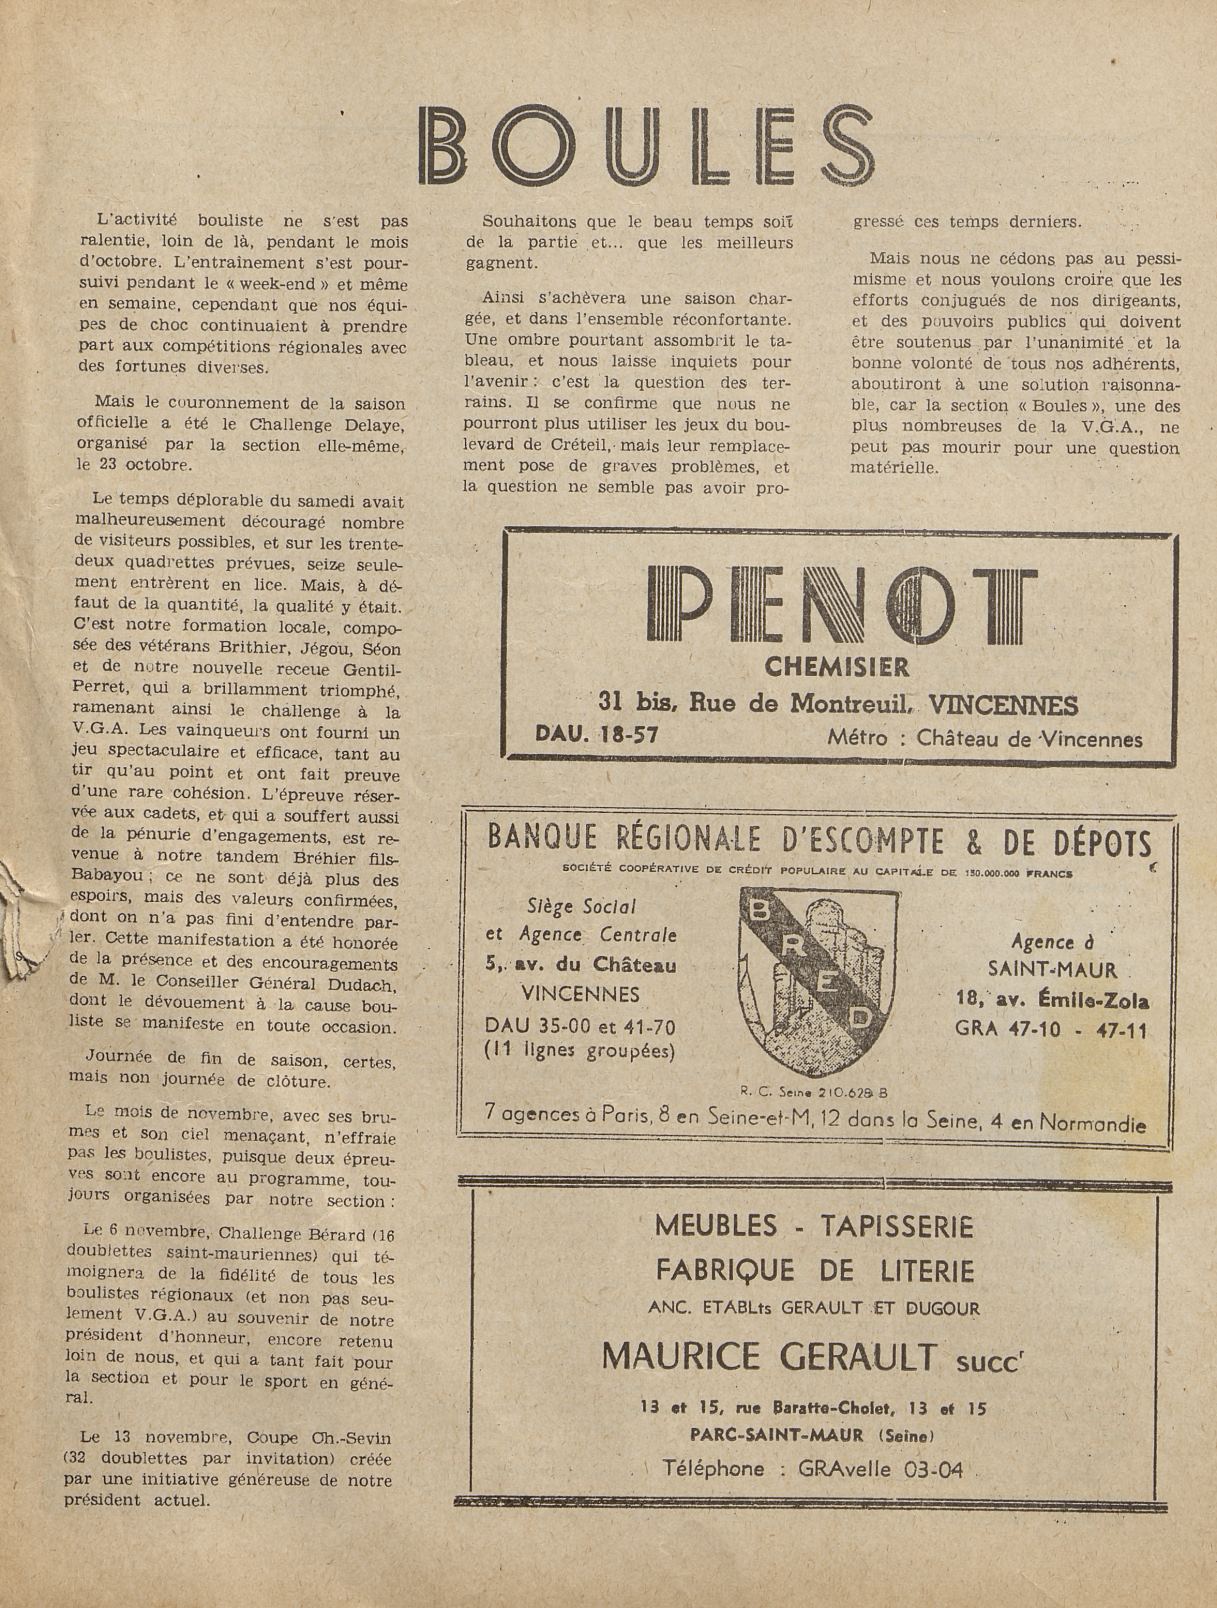 BOULES
L'activité bouliste ne s'est pas
ralentie, loin de là, pendant le mois
d'octobre. L'entraînement s'est pour-
suivi pendant le « week-end » et même
en semaine, cependant que nos équi-
pes de choc continuaient à prendre
part aux compétitions régionales avec
des fortunes diverses.
Mais le couronnement de la saison
officielle a été le Challenge Delaye,
organisé par la section elle-même,
le 23 octobre.
Le temps déplorable du samedi avait
malheureusement découragé nombre
de visiteurs possibles, et sur les trente-
deux quadrettes prévues, seize seule-
ment entrèrent en lice. Mais, à dé-
faut de la quantité, la qualité y était.
C'est notre formation locale, compo-
sée des vétérans Brithier, Jégou, Séon
et de notre nouvelle receue Gentil-
Perret, qui a brillamment triomphé,
ramenant ainsi le challenge à la
V.G.A. Les vainqueurs ont fourni un
jeu spectaculaire et efficace, tant au
tir qu'au point et ont fait preuve
d'une rare cohésion. L'épreuve réser-
vée aux cadets, et qui a souffert aussi
de la pénurie d'engagements, est re-
venue à notre tandem Bréhier fils-
Babayou ; ce ne sont déjà plus des
espoirs, mais des valeurs confirmées,
dont on n'a pas fini d'entendre par-
ler. Cette manifestation a été honorée
de la présence et des encouragements
de M. le Conseiller Général Dudach,
dont le dévouement à la cause bou-
liste se manifeste en toute occasion.
Journée de fin de saison, certes,
mais non journée de clôture.
Le mois de novembre, avec ses bru-
mes et son ciel menaçant, n'effraie
pas les boulistes, puisque deux épreu-
ves sont encore au programme, tou-
jours organisées par notre section :
Le 6 novembre, Challenge Bérard (16
doublettes saint-mauriennes) qui té-
moignera de la fidélité de tous les
boulistes régionaux (et non pas seu-
lement V.G.A.) au souvenir de notre
président d'honneur, encore retenu
loin de nous, et qui a tant fait pour
la section et pour le sport en géné-
ral.
Le 13 novembre, Coupe Ch.-Sevin
(32 doublettes par invitation) créée
par une initiative généreuse de notre
président actuel.
Souhaitons que le beau temps soit
de la partie et... que les meilleurs
gagnent.
Ainsi s'achèvera une saison char-
gée, et dans l'ensemble réconfortante.
Une ombre pourtant assombrit le ta-
bleau, et nous laisse inquiets pour
l'avenir : c'est la question des ter-
rains. Il se confirme que nous ne
pourront plus utiliser les jeux du bou-
levard de Créteil, mais leur remplace-
ment pose de graves problèmes, et
la question ne semble pas avoir pro-
gressé ces temps derniers.
Mais nous ne cédons pas au pessi-
misme et nous voulons croire que les
efforts conjugués de nos dirigeants,
et des pouvoirs publics qui doivent
être soutenus par l'unanimité et la
bonne volonté de tous nos adhérents,
aboutiront à une solution raisonna-
ble, car la section « Boules », une des
plus nombreuses de la V.G.A., ne
peut pas mourir pour une question
matérielle.
PENOT
CHEMISIER
31 bis, Rue de Montreuil, VINCENNES
DAU. 18-57 Métro : Château de Vincennes
BANQUE RÉGIONALE D'ESCOMPTE & DE DÉPOTS
SOCIÉTÉ COOPÉRATIVE DE CRÉDIT POPULAIRE AU CAPITALE DE 150.000.000 FRANCS
Siège Social
et Agence Centrale
5, av. du Château
VINCENNES
DAU 35-00 et 41-70
(11 lignes groupées)
BRED
Agence à
SAINT-MAUR
18, av. Émile-Zola
GRA 47-10 - 47-11
R. C. Seine 210.628 B
7 agences à Paris, 8 en Seine-et-M, 12 dans la Seine, 4 en Normandie
MEUBLES - TAPISSERIE
FABRIQUE DE LITERIE
ANC. ETABLts GERAULT ET DUGOUR
MAURICE GERAULT succr
13 et 15, rue Baratte-Cholet, 13 et 15
PARC-SAINT-MAUR (Seine)
Téléphone : GRAvelle 03-04